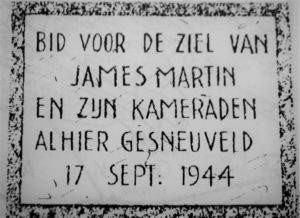 BID VOOR DE ZIEL VAN
JAMES MARTIN
EN ZIJN KAMERADEN
ALHIER GESNEUVELD
17 SEPT. 1944